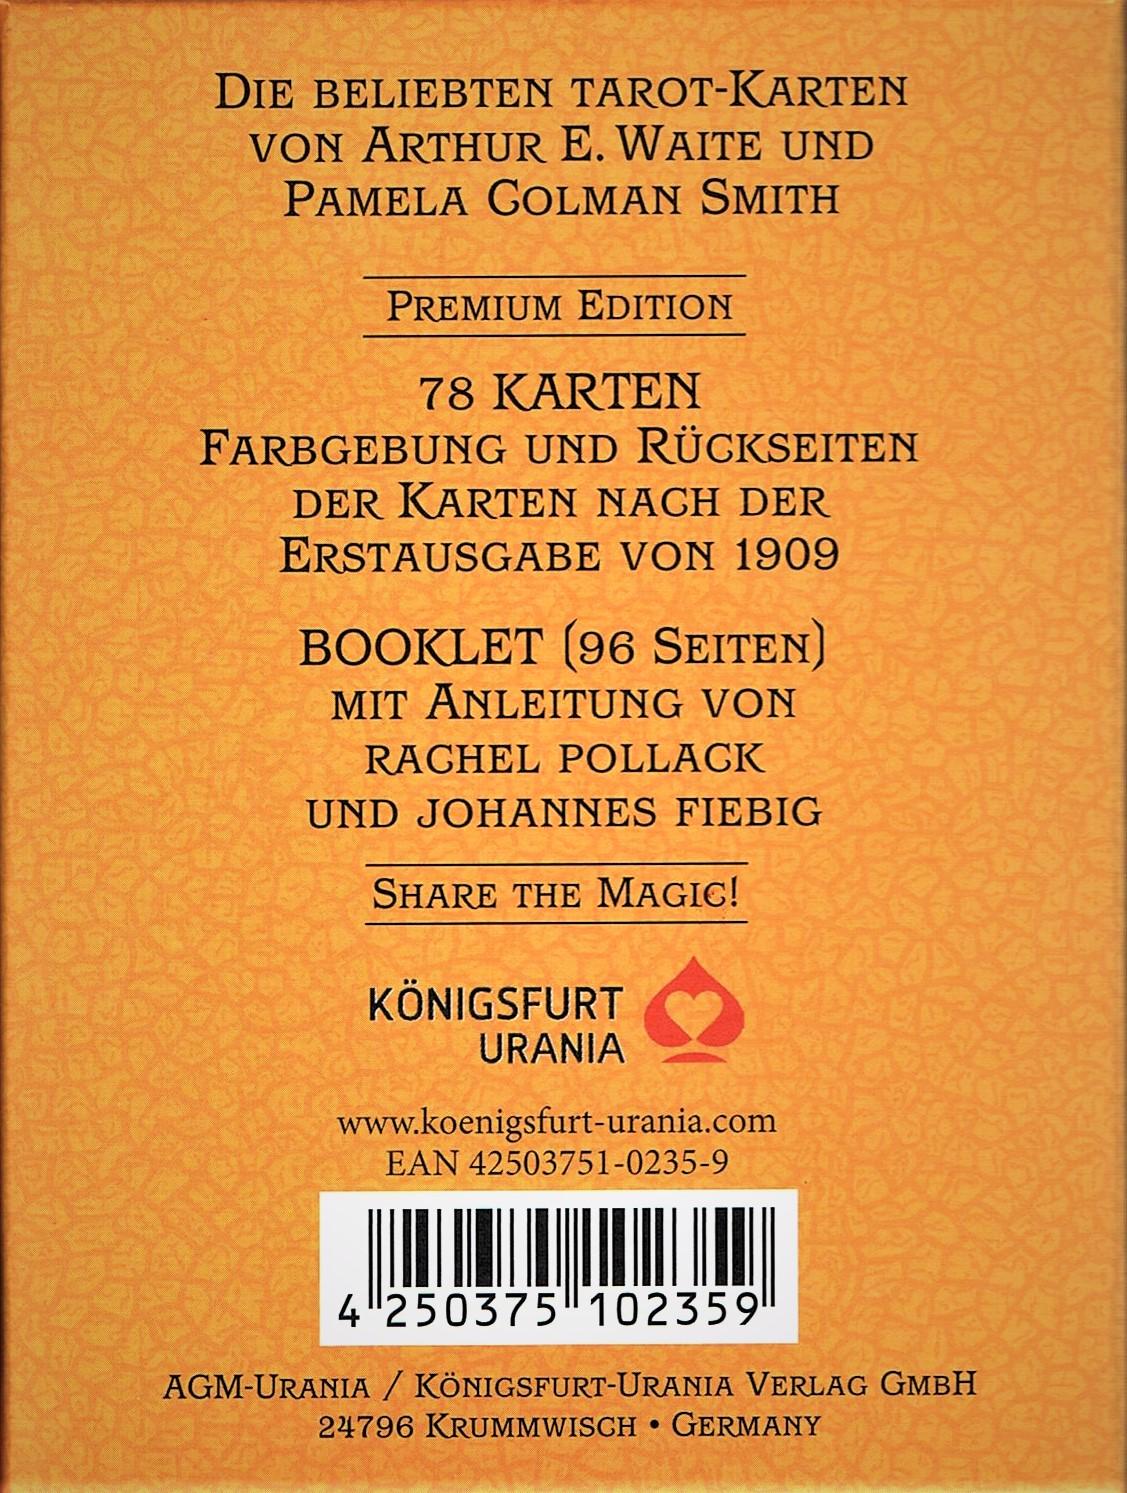 Die beliebten Tarot-Karten
von Arthur E. Waite und
Pamela Colman Smith
Premium Edition
78 KARTEN
Farbgebung und Rückseiten
der Karten nach der
Erstausgabe von 1909
BOOKLET (96 Seiten)
mit Anleitung von
Rachel Pollack
und Johannes Fiebig
Share the Magic!
KÖNIGSFURT
URANIA
www.koenigsfurt-urania.com
EAN 42503751-0235-9
4 250375 102359
AGM-Urania / Königsfurt-Urania Verlag GmbH
24796 Krummwisch • Germany